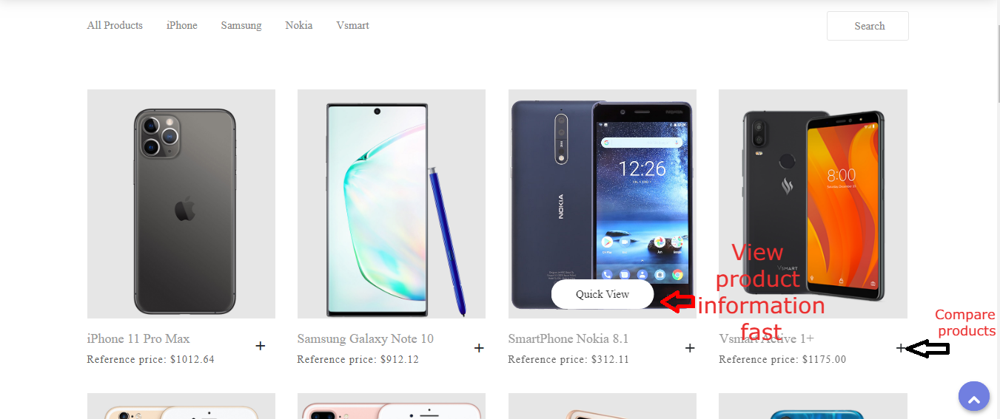 All Products iPhone Samsung Nokia Vsmart Search
NOKIA
12:26
8:00
VSMART
Quick View
View
product
information
fast
Compare
products
iPhone 11 Pro Max
Reference price: $1012.64
+
Samsung Galaxy Note 10
Reference price: $912.12
+
SmartPhone Nokia 8.1
Reference price: $312.11
+
Vsmart Active 1+
Reference price: $1175.00
+